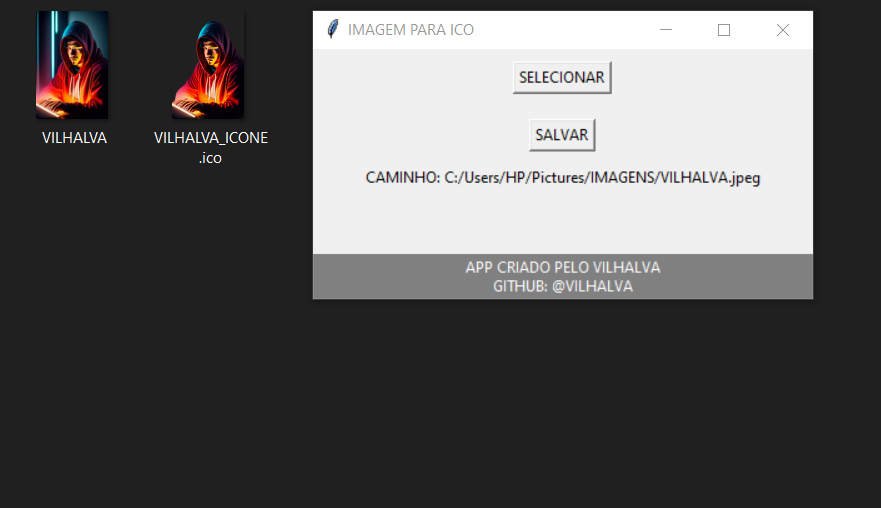 VILHALVA
VILHALVA_ICONE
.ico
IMAGEM PARA ICO
SELECIONAR
SALVAR
CAMINHO: C:/Users/HP/Pictures/IMAGENS/VILHALVA.jpeg
APP CRIADO PELO VILHALVA
GITHUB: @VILHALVA